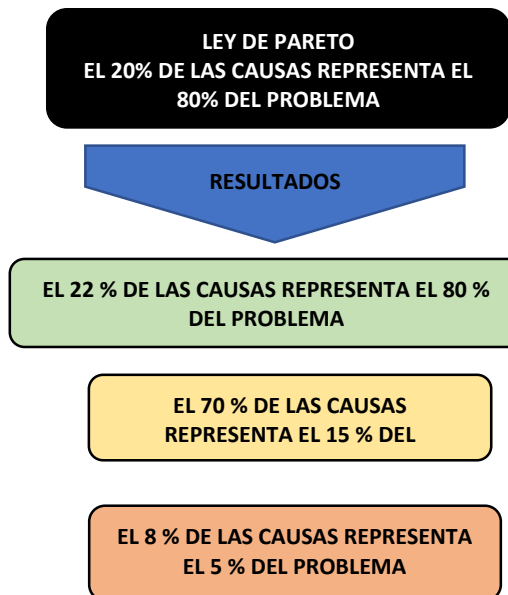 LEY DE PARETO
EL 20% DE LAS CAUSAS REPRESENTA EL
80% DEL PROBLEMA
RESULTADOS
EL 22 % DE LAS CAUSAS REPRESENTA EL 80 %
DEL PROBLEMA
EL 70 % DE LAS CAUSAS
REPRESENTA EL 15 % DEL
EL 8 % DE LAS CAUSAS REPRESENTA
EL 5 % DEL PROBLEMA